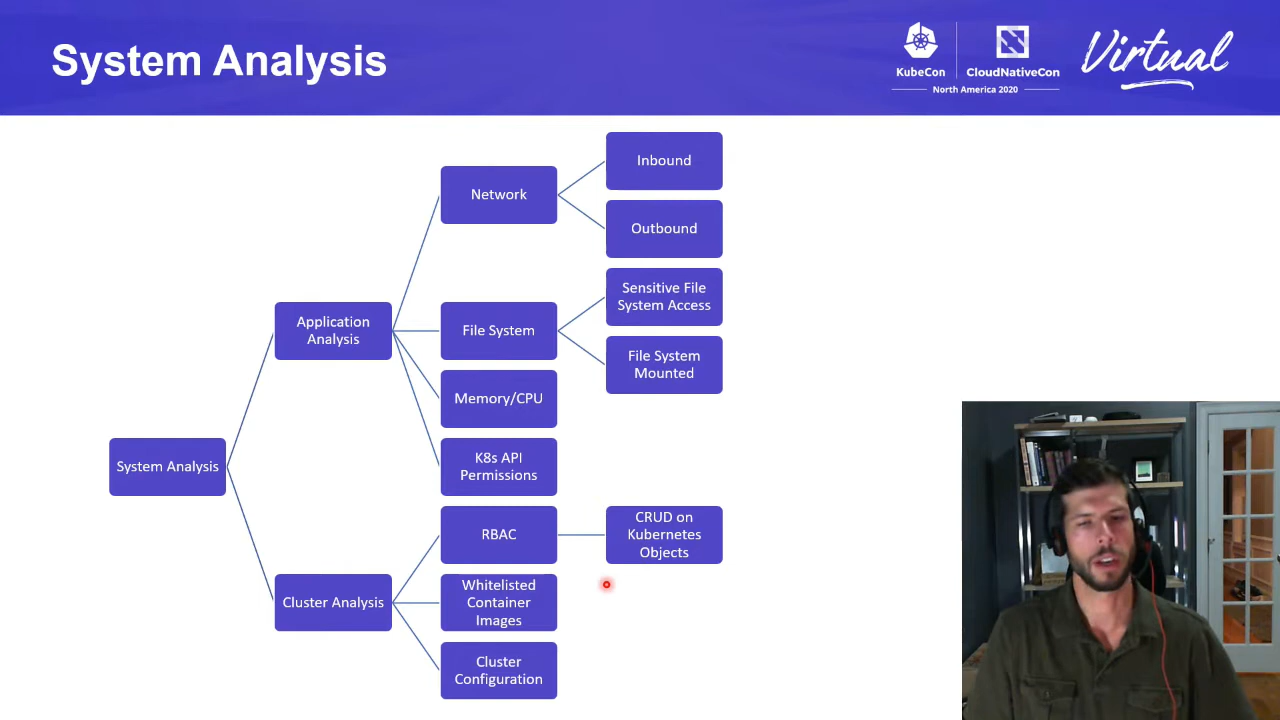 System Analysis
KubeCon
CloudNativeCon
North America 2020
Virtual
Inbound
Network
Outbound
Sensitive File
System Access
Application
Analysis
File System
File System
Mounted
Memory/CPU
System Analysis
K8s API
Permissions
RBAC
CRUD on
Kubernetes
Objects
Cluster Analysis
Whitelisted
Container
Images
Cluster
Configuration